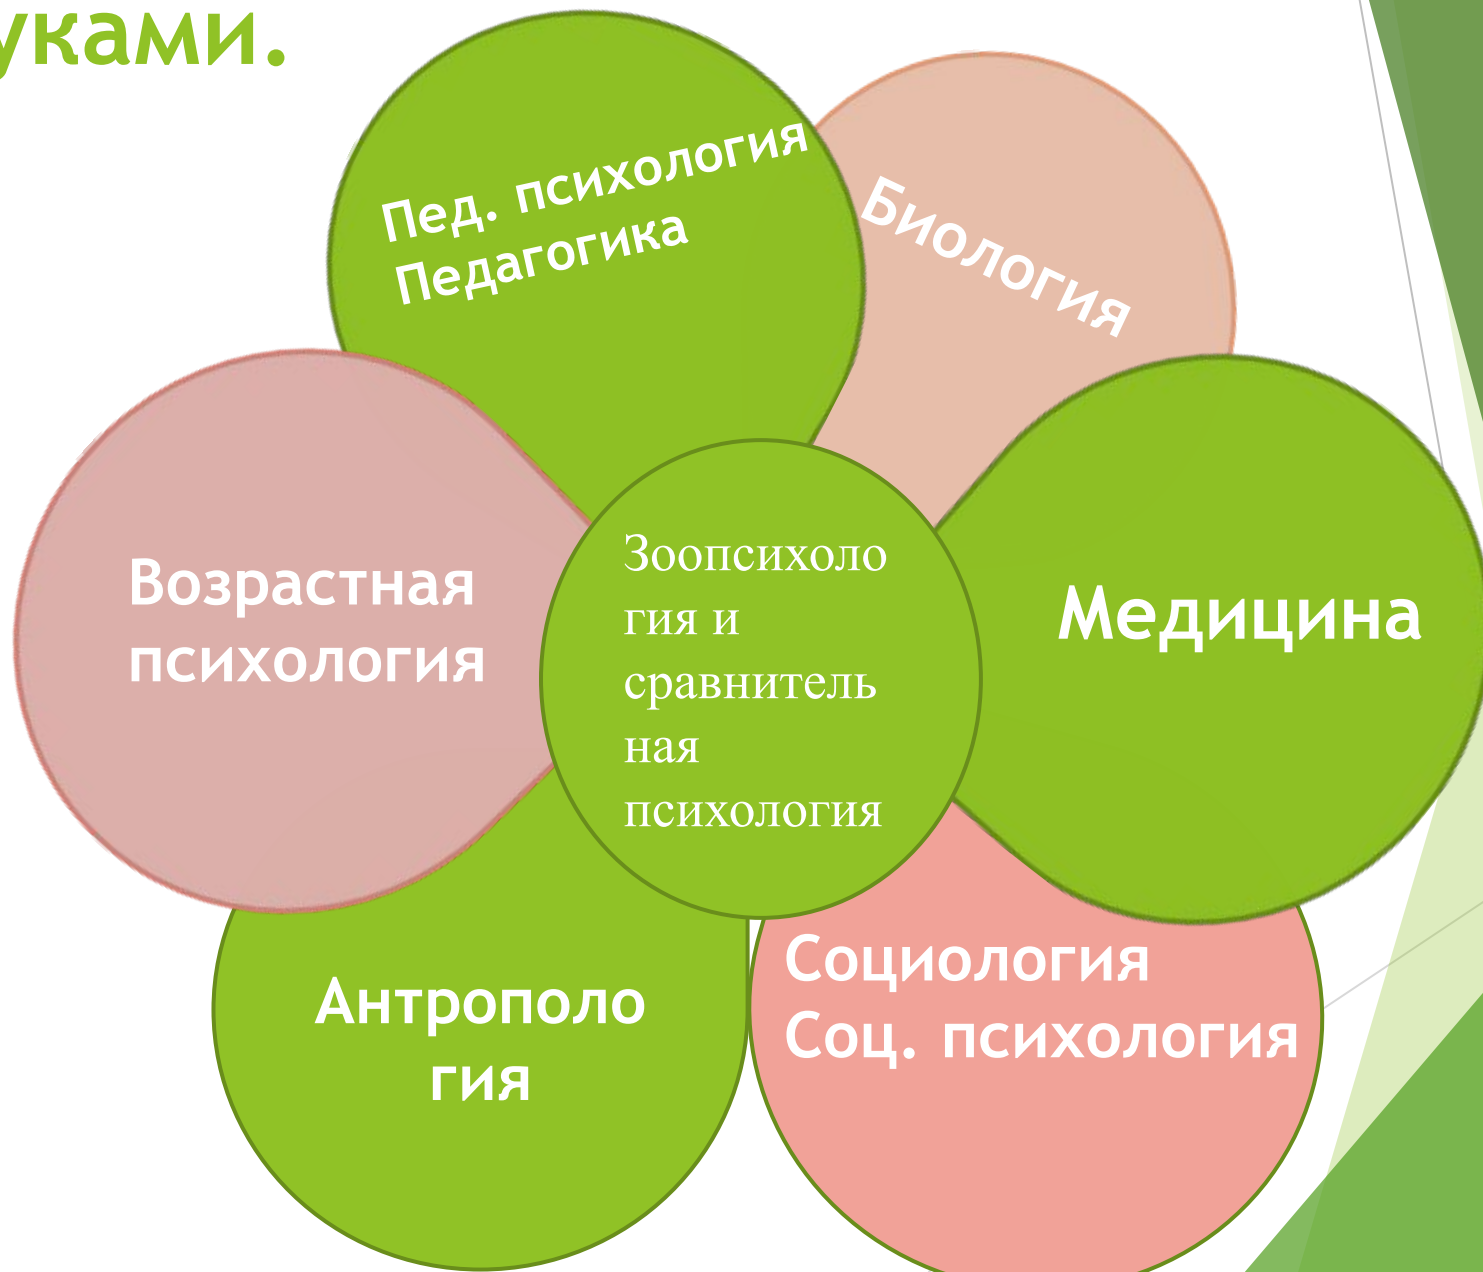 уками.
Пед. психология
Педагогика
Биология
Возрастная
психология
Зоопсихоло
гия и
сравнитель
ная
психология
Медицина
Антрополо
гия
Социология
Соц. психология